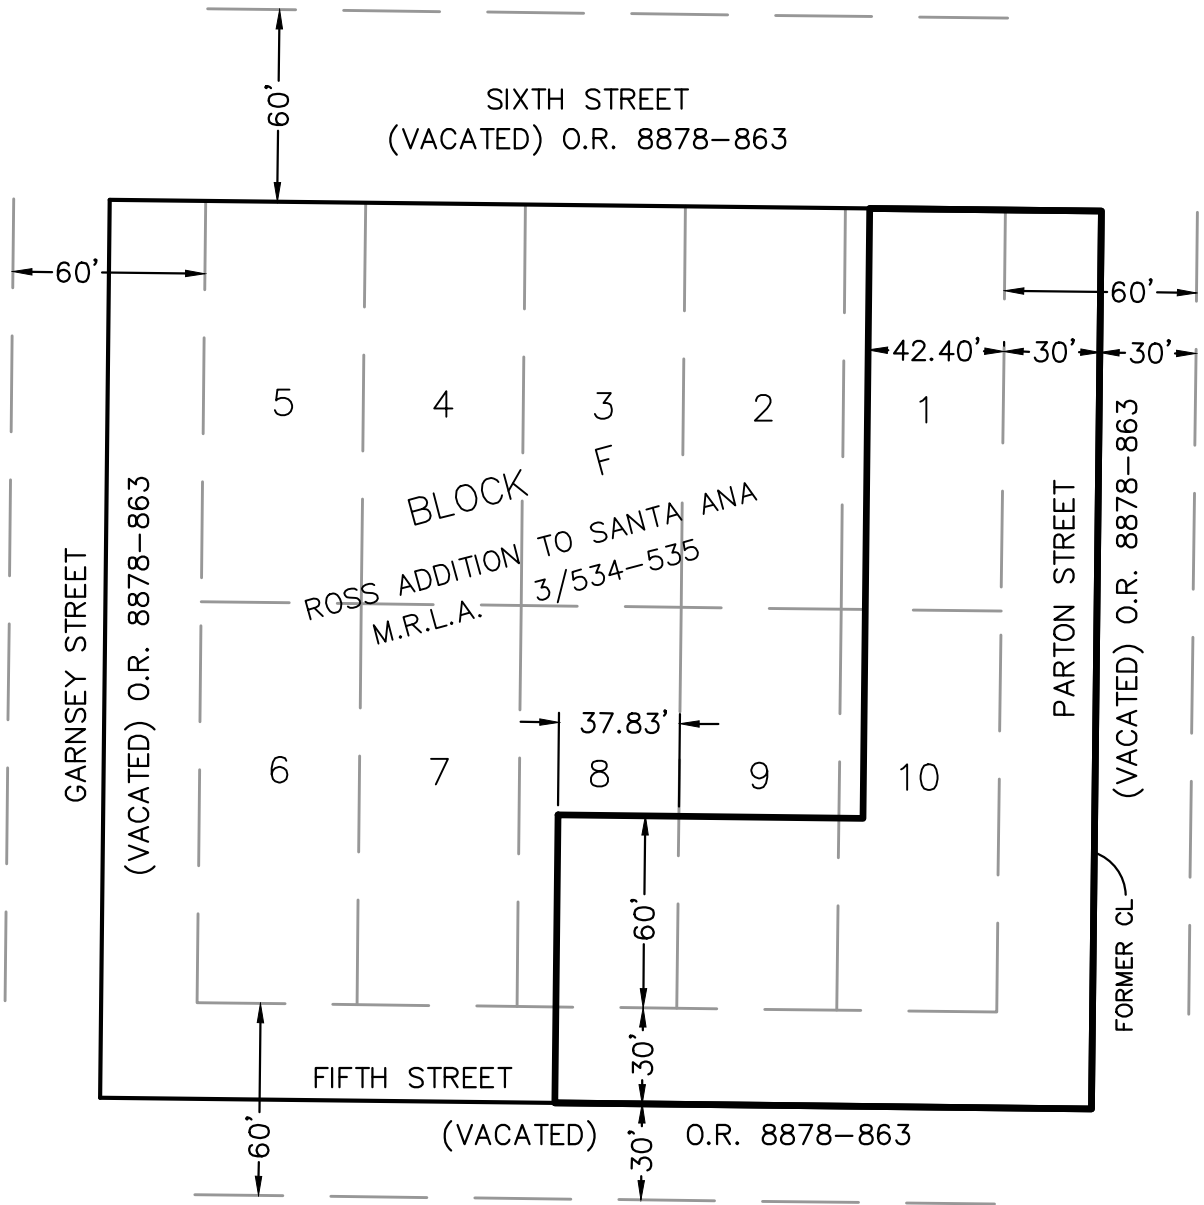 60'
SIXTH STREET
(VACATED) O.R. 8878-863
60'
60'
42.40'
30'
30'
5
4
3
2
1
BLOCK F
ROSS ADDITION TO SANTA ANA
M.R.L.A. 3/534-535
GARNSEY STREET
(VACATED) O.R. 8878-863
PARTON STREET
(VACATED) O.R. 8878-863
37.83'
6
7
8
9
10
60'
FORMER CL
30'
FIFTH STREET
(VACATED) O.R. 8878-863
60'
30'